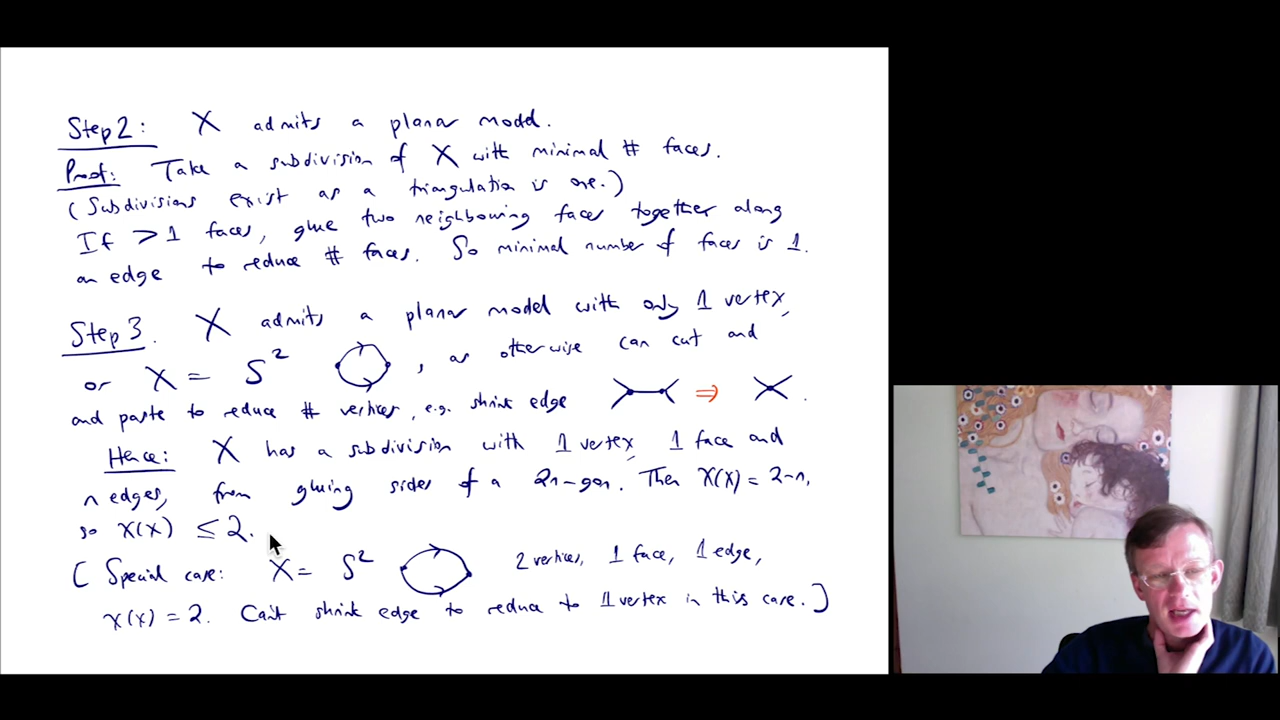 Step 2: X admits a planar model.
Proof: Take a subdivision of X with minimal # faces.
(Subdivisions exist as a triangulation is one.)
If > 1 faces, glue two neighbouring faces together along
an edge to reduce # faces. So minimal number of faces is 1.
Step 3. X admits a planar model with only 1 vertex,
or X = S², as otherwise can cut and
and paste to reduce # vertices, e.g. shrink edge ⇒ .
Hence: X has a subdivision with 1 vertex, 1 face and
n edges, from gluing sides of a 2n-gon. Then χ(X) = 2-n,
so χ(X) ≤ 2.
[Special case: X = S² 2 vertices, 1 face, 1 edge,
χ(X) = 2. Can't shrink edge to reduce to 1 vertex in this case.]